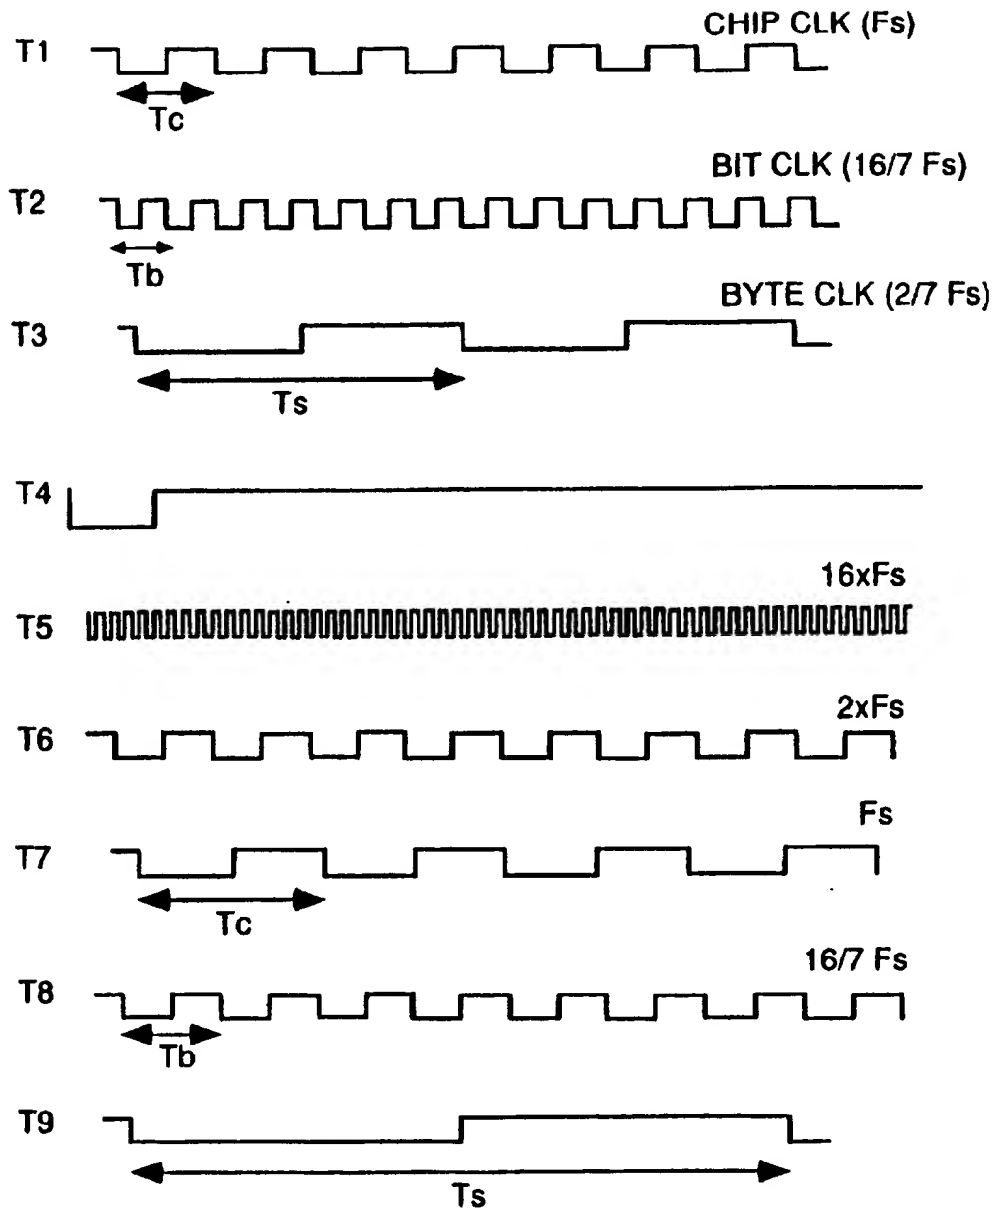 CHIP CLK (Fs)
T1
Tc
BIT CLK (16/7 Fs)
T2
Tb
BYTE CLK (2/7 Fs)
T3
Ts
T4
16xFs
T5
2xFs
T6
Fs
T7
Tc
16/7 Fs
T8
Tb
T9
Ts